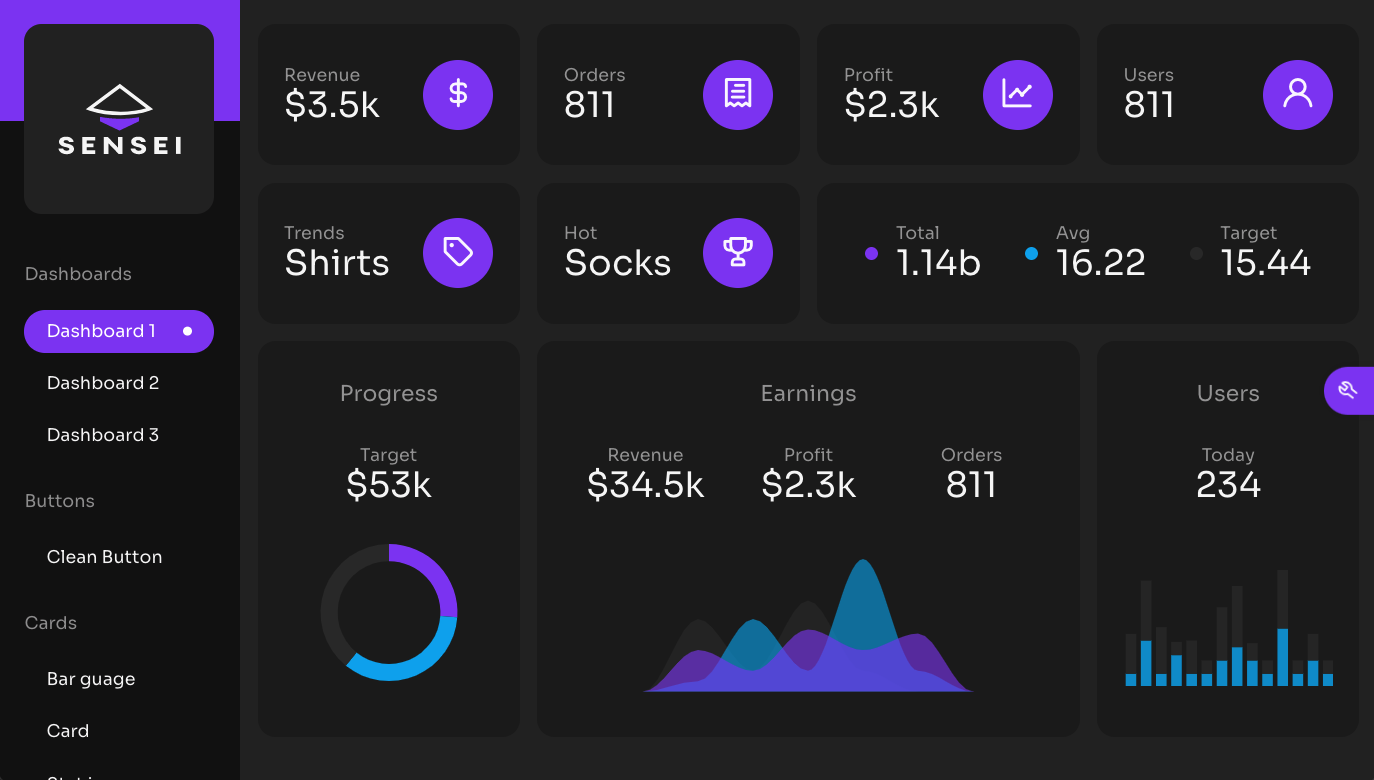 SENSEI
Dashboards
Dashboard 1
Dashboard 2
Dashboard 3
Buttons
Clean Button
Cards
Bar guage
Card
Revenue
$3.5k
Orders
811
Profit
$2.3k
Users
811
Trends
Shirts
Hot
Socks
Total
1.14b
Avg
16.22
Target
15.44
Progress
Target
$53k
Earnings
Revenue
$34.5k
Profit
$2.3k
Orders
811
Users
Today
234